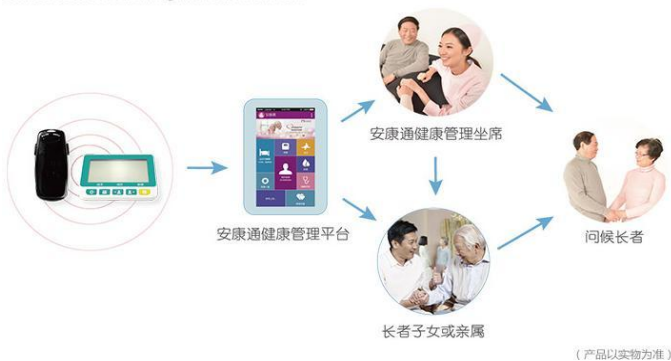 安康通健康管理坐席
安康通健康管理平台
问候长者
长者子女或亲属
(产品以实物为准)